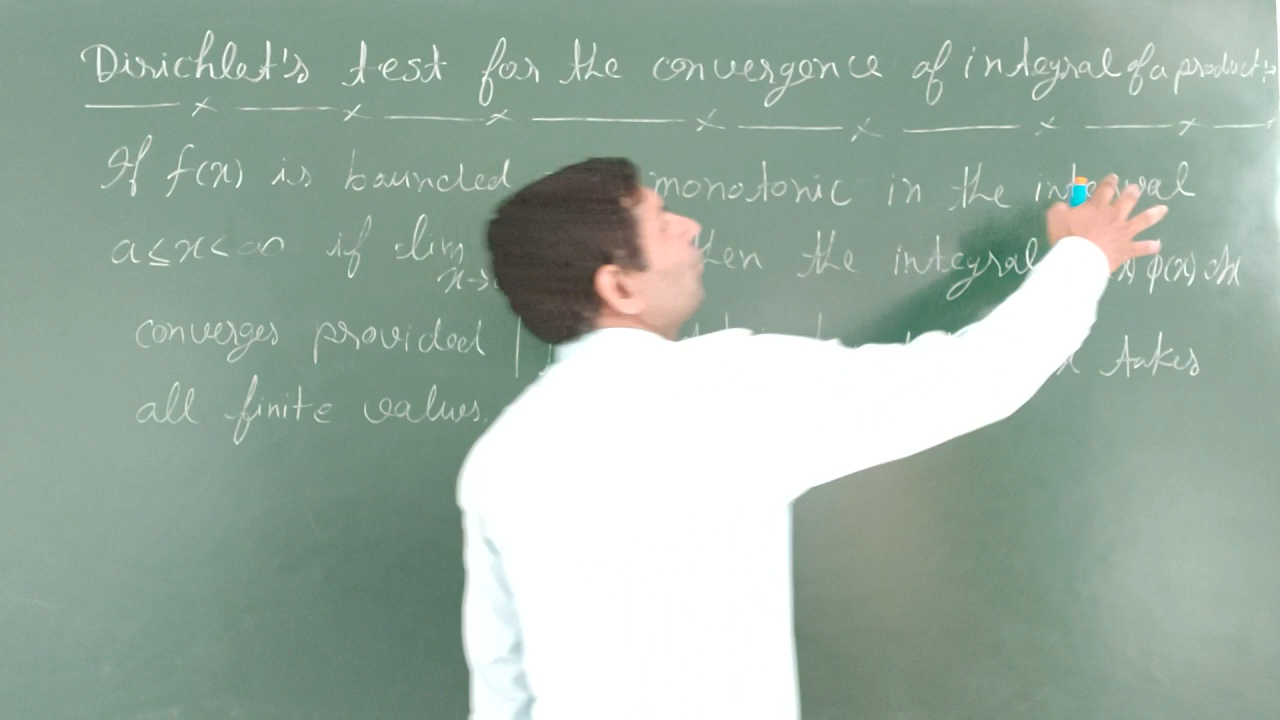 Dirichlet's test for the convergence of integral of a product :-
If f(x) is bounded monotonic in the interval
a≤x<∞ if lim x→ then the integral φ(x) dx
converges provided | x takes
all finite values.